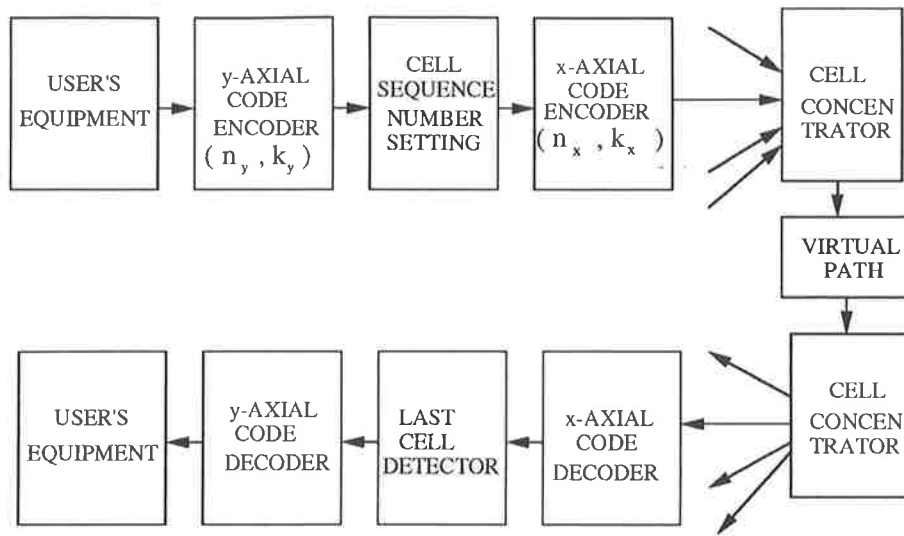 USER'S
EQUIPMENT
y-AXIAL
CODE
ENCODER
( n_y , k_y )
CELL
SEQUENCE
NUMBER
SETTING
x-AXIAL
CODE
ENCODER
( n_x , k_x )
CELL
CONCEN
TRATOR
VIRTUAL
PATH
USER'S
EQUIPMENT
y-AXIAL
CODE
DECODER
LAST
CELL
DETECTOR
x-AXIAL
CODE
DECODER
CELL
CONCEN
TRATOR